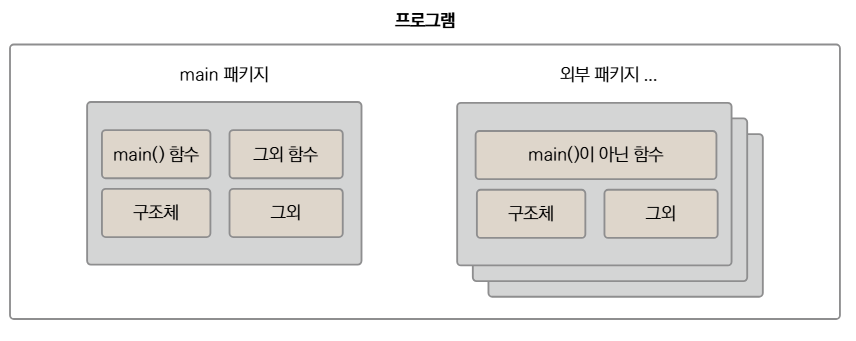 프로그램
main 패키지
외부 패키지 ...
main() 함수
그외 함수
구조체
그외
main()이 아닌 함수
구조체
그외